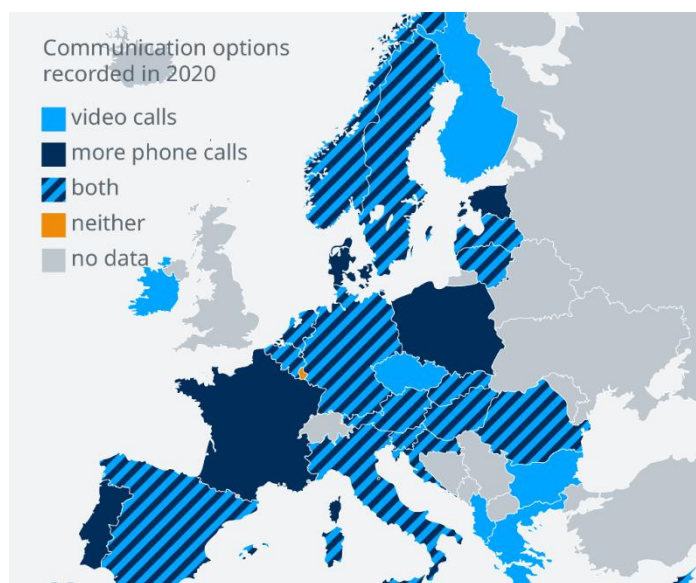 Communication options
recorded in 2020
video calls
more phone calls
both
neither
no data